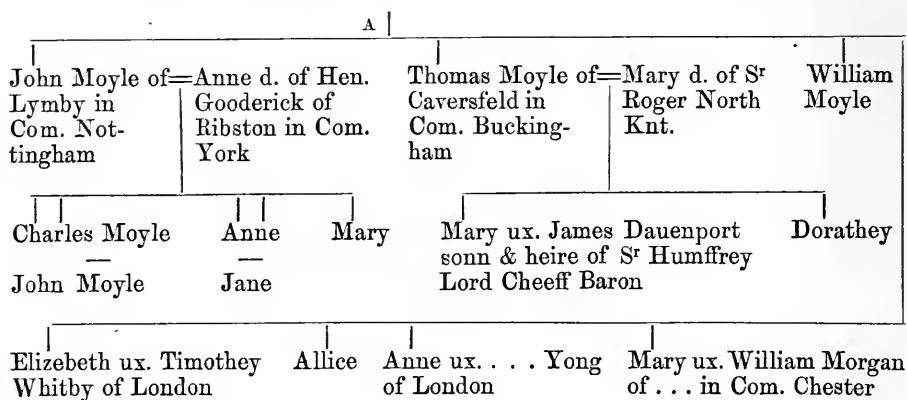 A
John Moyle of=Anne d. of Hen.
Lymby in Gooderick of
Com. Not- Ribston in Com.
tingham York
Thomas Moyle of=Mary d. of Sr
Caversfeld in Roger North
Com. Bucking- Knt.
ham
William
Moyle
Charles Moyle
—
John Moyle
Anne
—
Jane
Mary
Mary ux. James Dauenport
sonn & heire of Sr Humffrey
Lord Cheeff Baron
Dorathey
Elizebeth ux. Timothey
Whitby of London
Allice
Anne ux. . . . Yong
of London
Mary ux. William Morgan
of . . . in Com. Chester